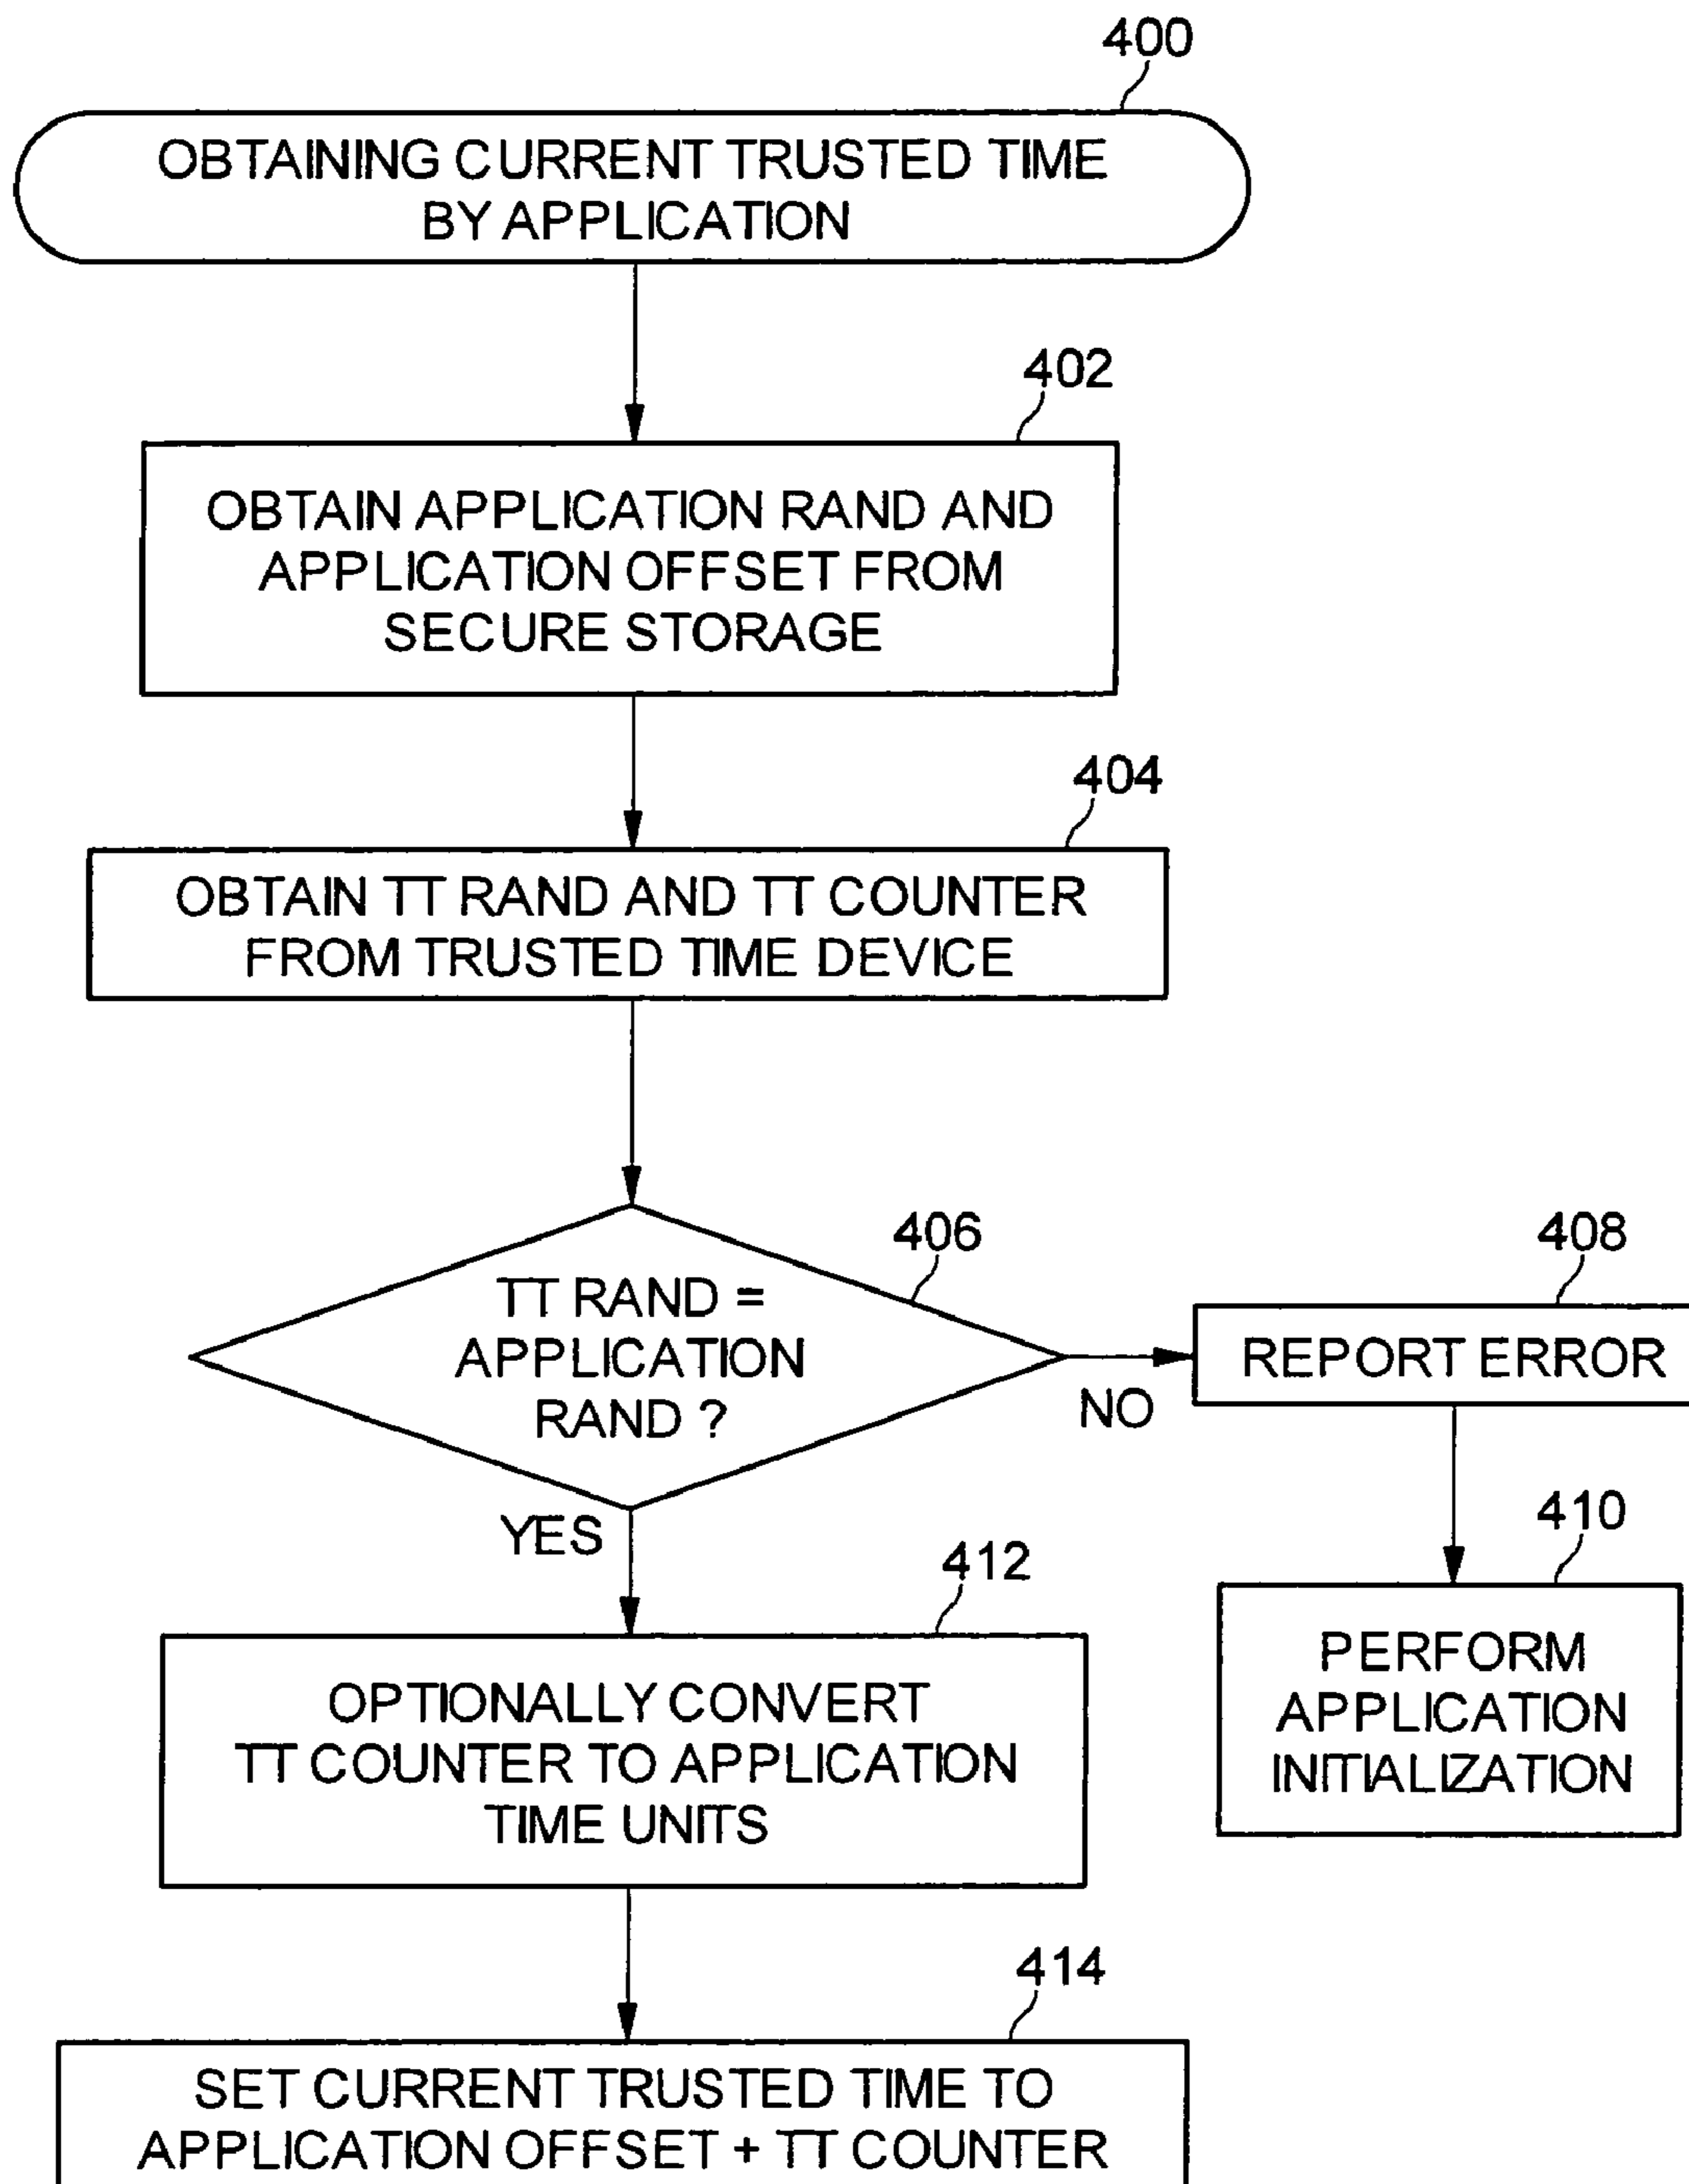 400
OBTAINING CURRENT TRUSTED TIME
BY APPLICATION
402
OBTAIN APPLICATION RAND AND
APPLICATION OFFSET FROM
SECURE STORAGE
404
OBTAIN TT RAND AND TT COUNTER
FROM TRUSTED TIME DEVICE
406
TT RAND =
APPLICATION
RAND ?
NO
408
REPORT ERROR
YES
410
PERFORM
APPLICATION
INITIALIZATION
412
OPTIONALLY CONVERT
TT COUNTER TO APPLICATION
TIME UNITS
414
SET CURRENT TRUSTED TIME TO
APPLICATION OFFSET + TT COUNTER